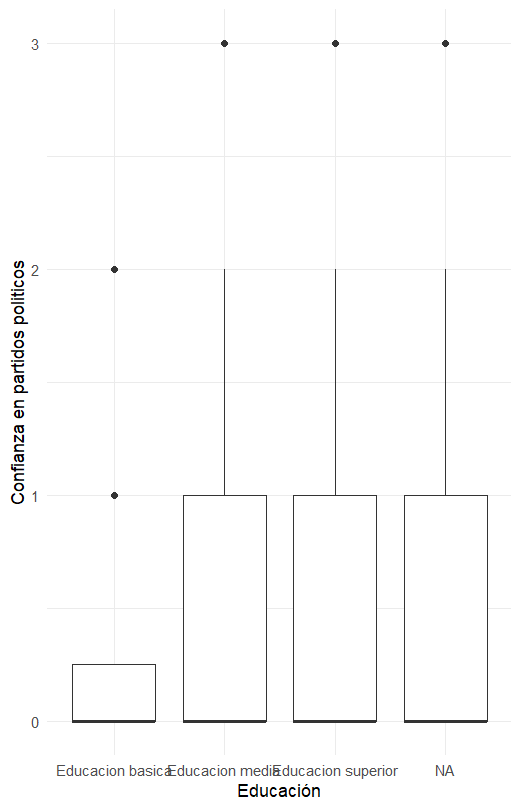 3
2
1
0
Confianza en partidos politicos
Educacion basica
Educacion media
Educacion superior
NA
Educación